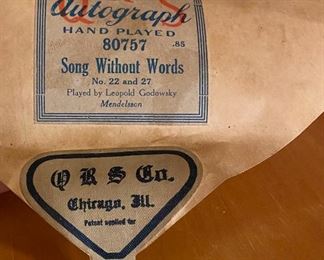 Autograph
HAND PLAYED
80757 .85
Song Without Words
No. 22 and 27
Played by Leopold Godowsky
Mendelsson
Q R S Co.
Chicago, Ill.
Patent applied for